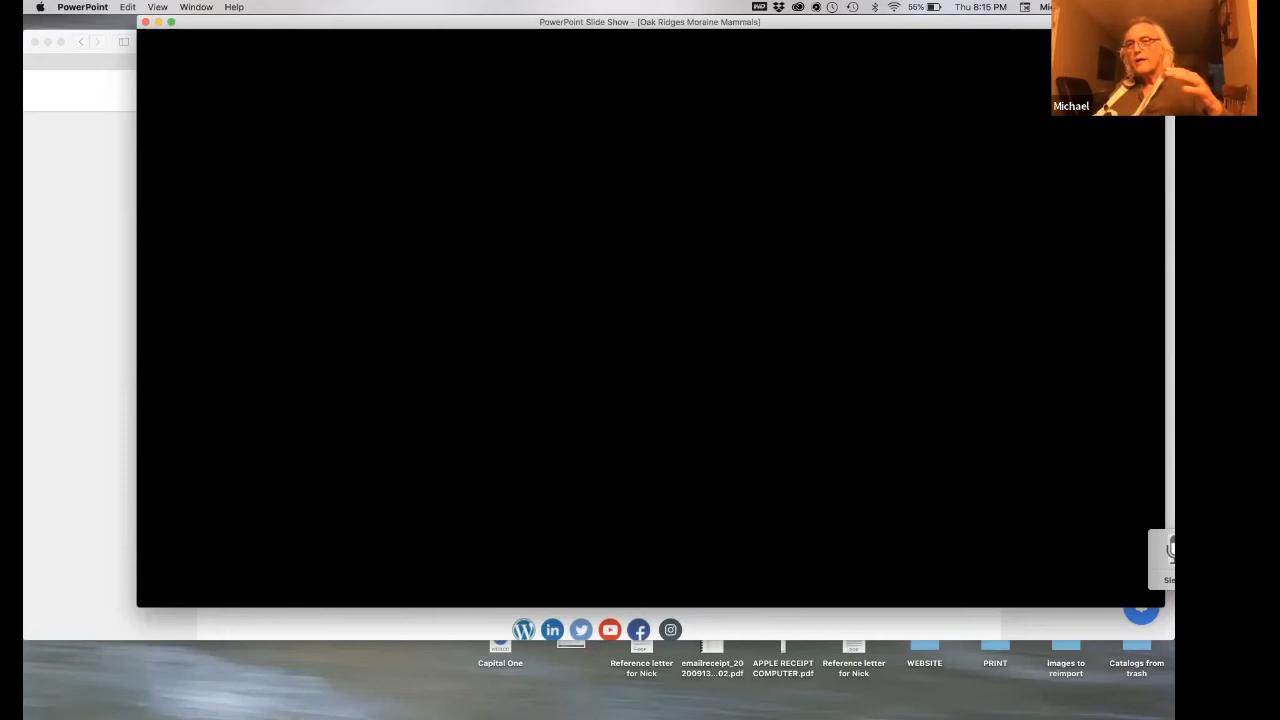 PowerPoint Edit View Window Help
55% Thu 8:15 PM
PowerPoint Slide Show - [Oak Ridges Moraine Mammals]
Michael
Capital One
Reference letter
for Nick
emailreceipt_20
200913...02.pdf
APPLE RECEIPT
COMPUTER.pdf
Reference letter
for Nick
WEBSITE
PRINT
images to
reimport
Catalogs from
trash